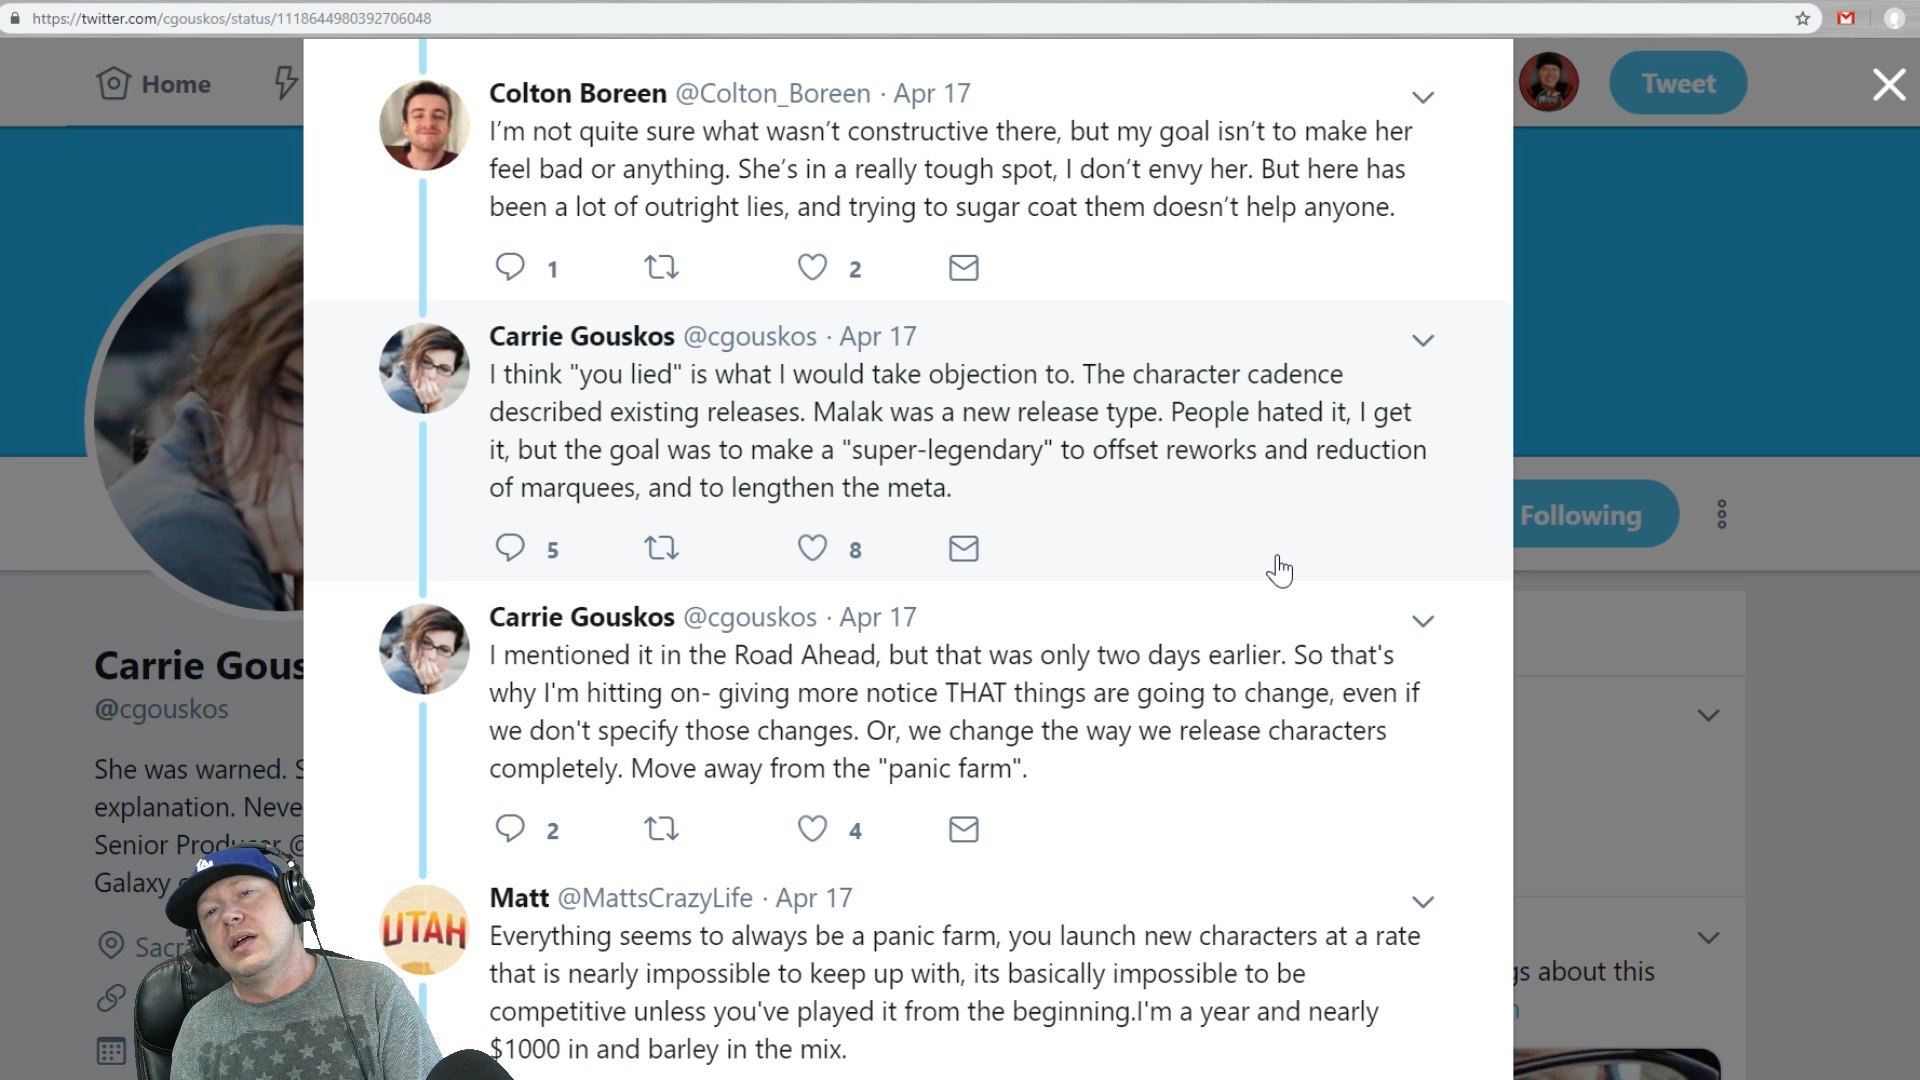 https://twitter.com/cgouskos/status/1118644980392706048
Home
Tweet
Colton Boreen @Colton_Boreen · Apr 17
I'm not quite sure what wasn't constructive there, but my goal isn't to make her
feel bad or anything. She's in a really tough spot, I don't envy her. But here has
been a lot of outright lies, and trying to sugar coat them doesn't help anyone.
1 2
Carrie Gouskos @cgouskos · Apr 17
I think "you lied" is what I would take objection to. The character cadence
described existing releases. Malak was a new release type. People hated it, I get
it, but the goal was to make a "super-legendary" to offset reworks and reduction
of marquees, and to lengthen the meta.
5 8
Following
Carrie Gouskos @cgouskos · Apr 17
I mentioned it in the Road Ahead, but that was only two days earlier. So that's
why I'm hitting on- giving more notice THAT things are going to change, even if
we don't specify those changes. Or, we change the way we release characters
completely. Move away from the "panic farm".
2 4
Matt @MattsCrazyLife · Apr 17
Everything seems to always be a panic farm, you launch new characters at a rate
that is nearly impossible to keep up with, its basically impossible to be
competitive unless you've played it from the beginning.I'm a year and nearly
$1000 in and barley in the mix.
UTAH
Carrie Gous
@cgouskos
She was warned. S
explanation. Neve
Senior Producer @
Galaxy
Sacr
gs about this
LA